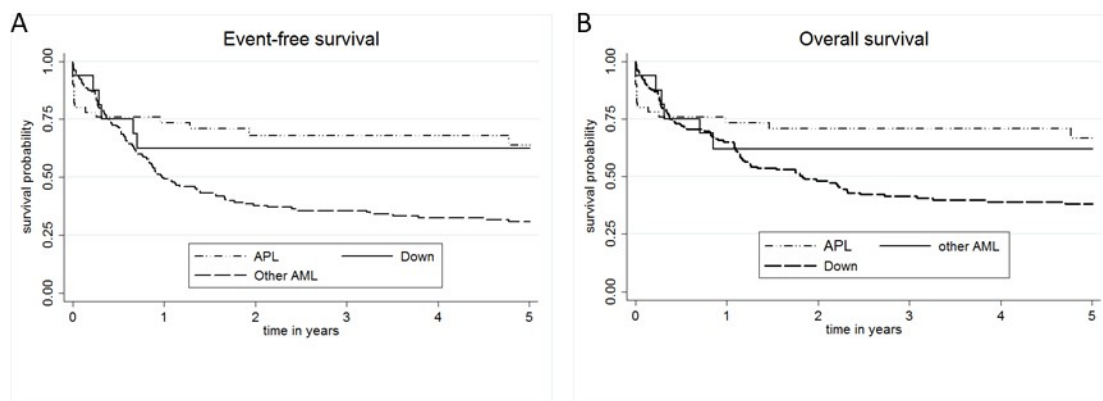 A
Event-free survival
survival probability
1.00
0.75
0.50
0.25
0.00
0 1 2 3 4 5
time in years
APL Down
Other AML
B
Overall survival
survival probability
1.00
0.75
0.50
0.25
0.00
0 1 2 3 4 5
time in years
APL other AML
Down